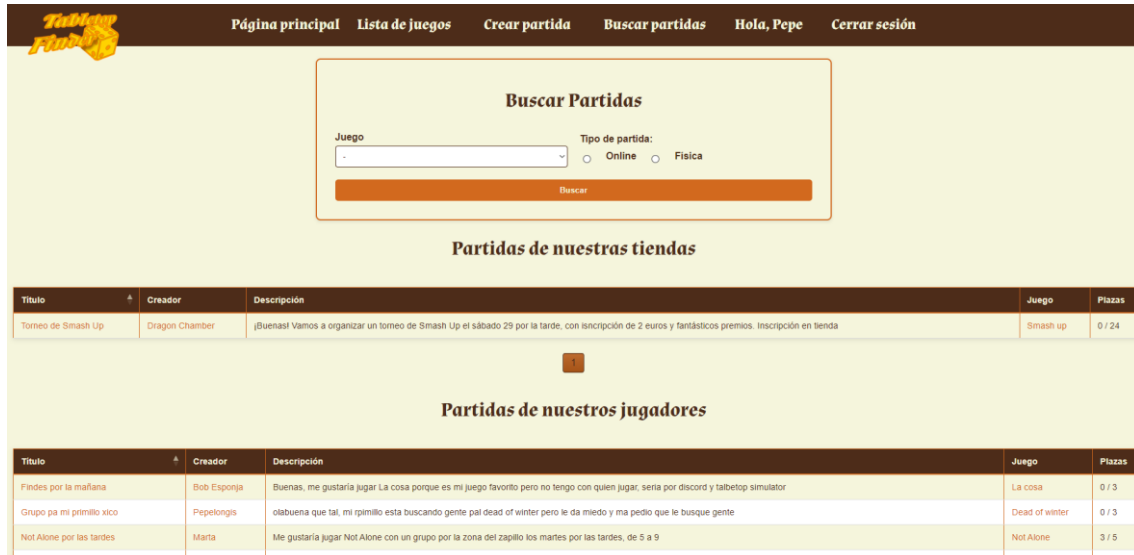 Tabletop
Finder
Página principal Lista de juegos Crear partida Buscar partidas Hola, Pepe Cerrar sesión
Buscar Partidas
Juego Tipo de partida:
- Online Física
Buscar
Partidas de nuestras tiendas
Título Creador Descripción Juego Plazas
Torneo de Smash Up Dragon Chamber ¡Buenas! Vamos a organizar un torneo de Smash Up el sábado 29 por la tarde, con isncripción de 2 euros y fantásticos premios. Inscripción en tienda Smash up 0 / 24
1
Partidas de nuestros jugadores
Título Creador Descripción Juego Plazas
Findes por la mañana Bob Esponja Buenas, me gustaría jugar La cosa porque es mi juego favorito pero no tengo con quien jugar, seria por discord y talbetop simulator La cosa 0 / 3
Grupo pa mi primillo xico Pepelongis olabuena que tal, mi rpimillo esta buscando gente pal dead of winter pero le da miedo y ma pedio que le busque gente Dead of winter 0 / 3
Not Alone por las tardes Marta Me gustaría jugar Not Alone con un grupo por la zona del zapillo los martes por las tardes, de 5 a 9 Not Alone 3 / 5